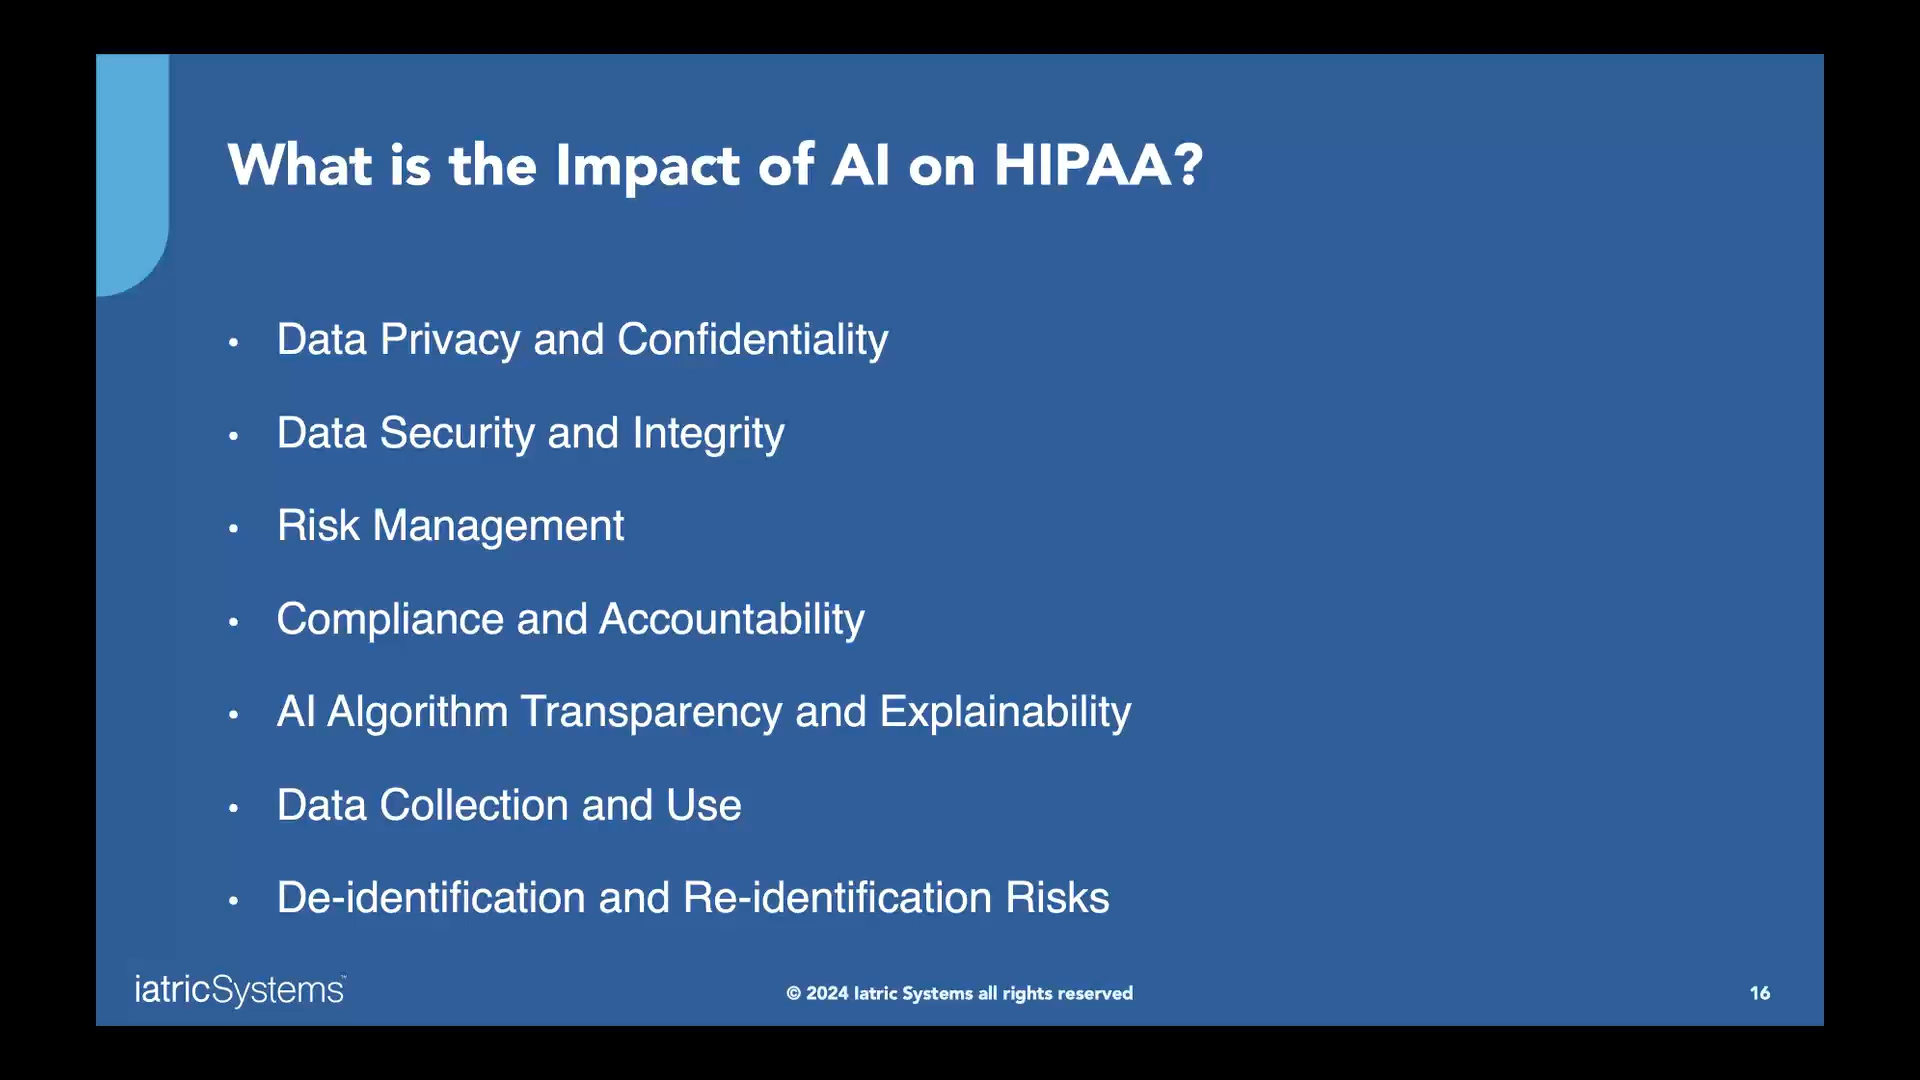 What is the Impact of AI on HIPAA?
• Data Privacy and Confidentiality
• Data Security and Integrity
• Risk Management
• Compliance and Accountability
• AI Algorithm Transparency and Explainability
• Data Collection and Use
• De-identification and Re-identification Risks
iatricSystems™
© 2024 Iatric Systems all rights reserved
16